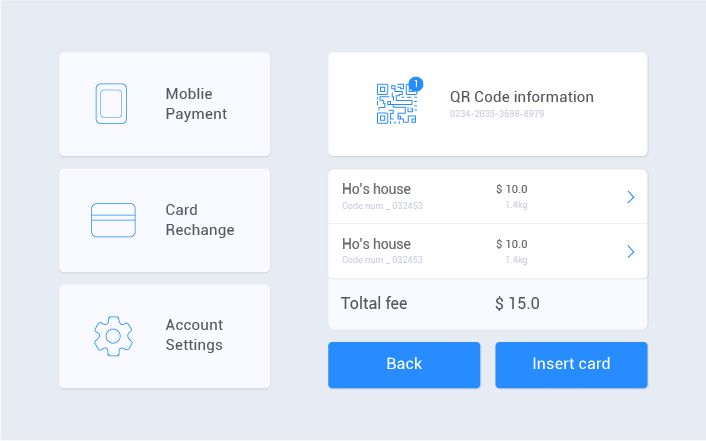 Moblie
Payment
Card
Rechange
Account
Settings
1
QR Code information
0234-2035-3698-8979
Ho's house $ 10.0
Code num _ 032453 1.4kg
Ho's house $ 10.0
Code num _ 032453 1.4kg
Toltal fee $ 15.0
Back Insert card